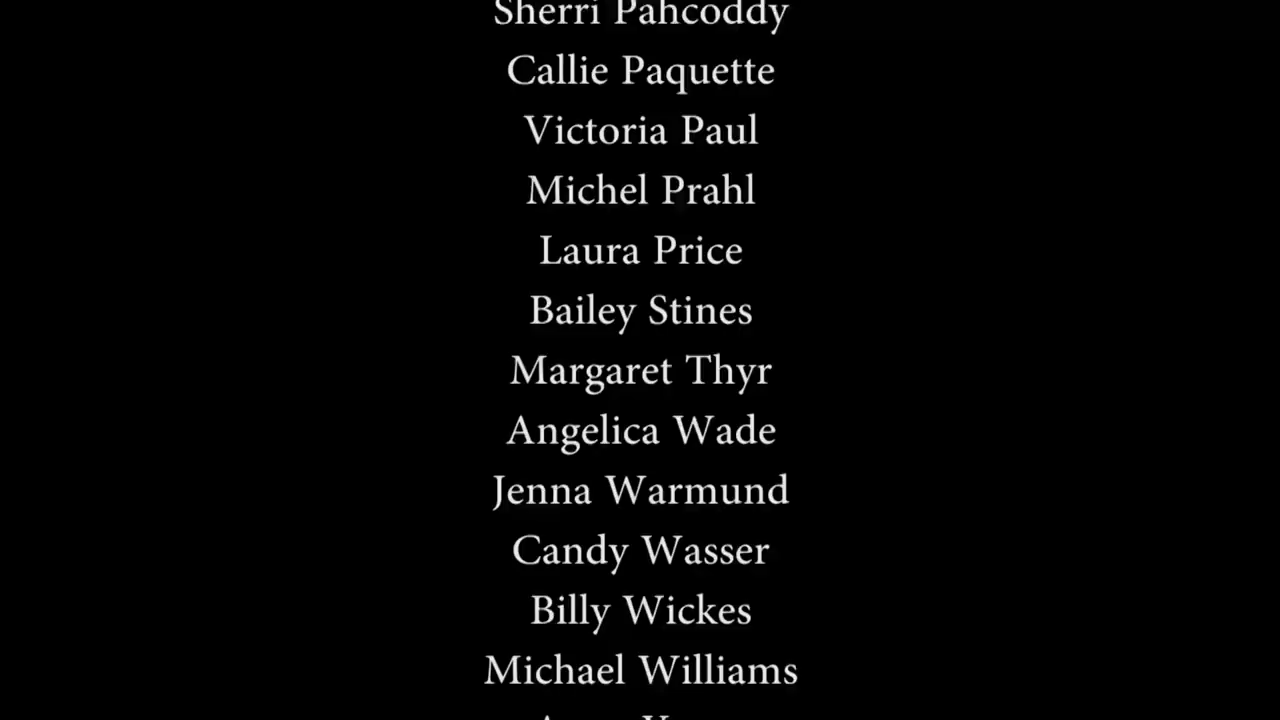 Sherri Pahcoddy
Callie Paquette
Victoria Paul
Michel Prahl
Laura Price
Bailey Stines
Margaret Thyr
Angelica Wade
Jenna Warmund
Candy Wasser
Billy Wickes
Michael Williams